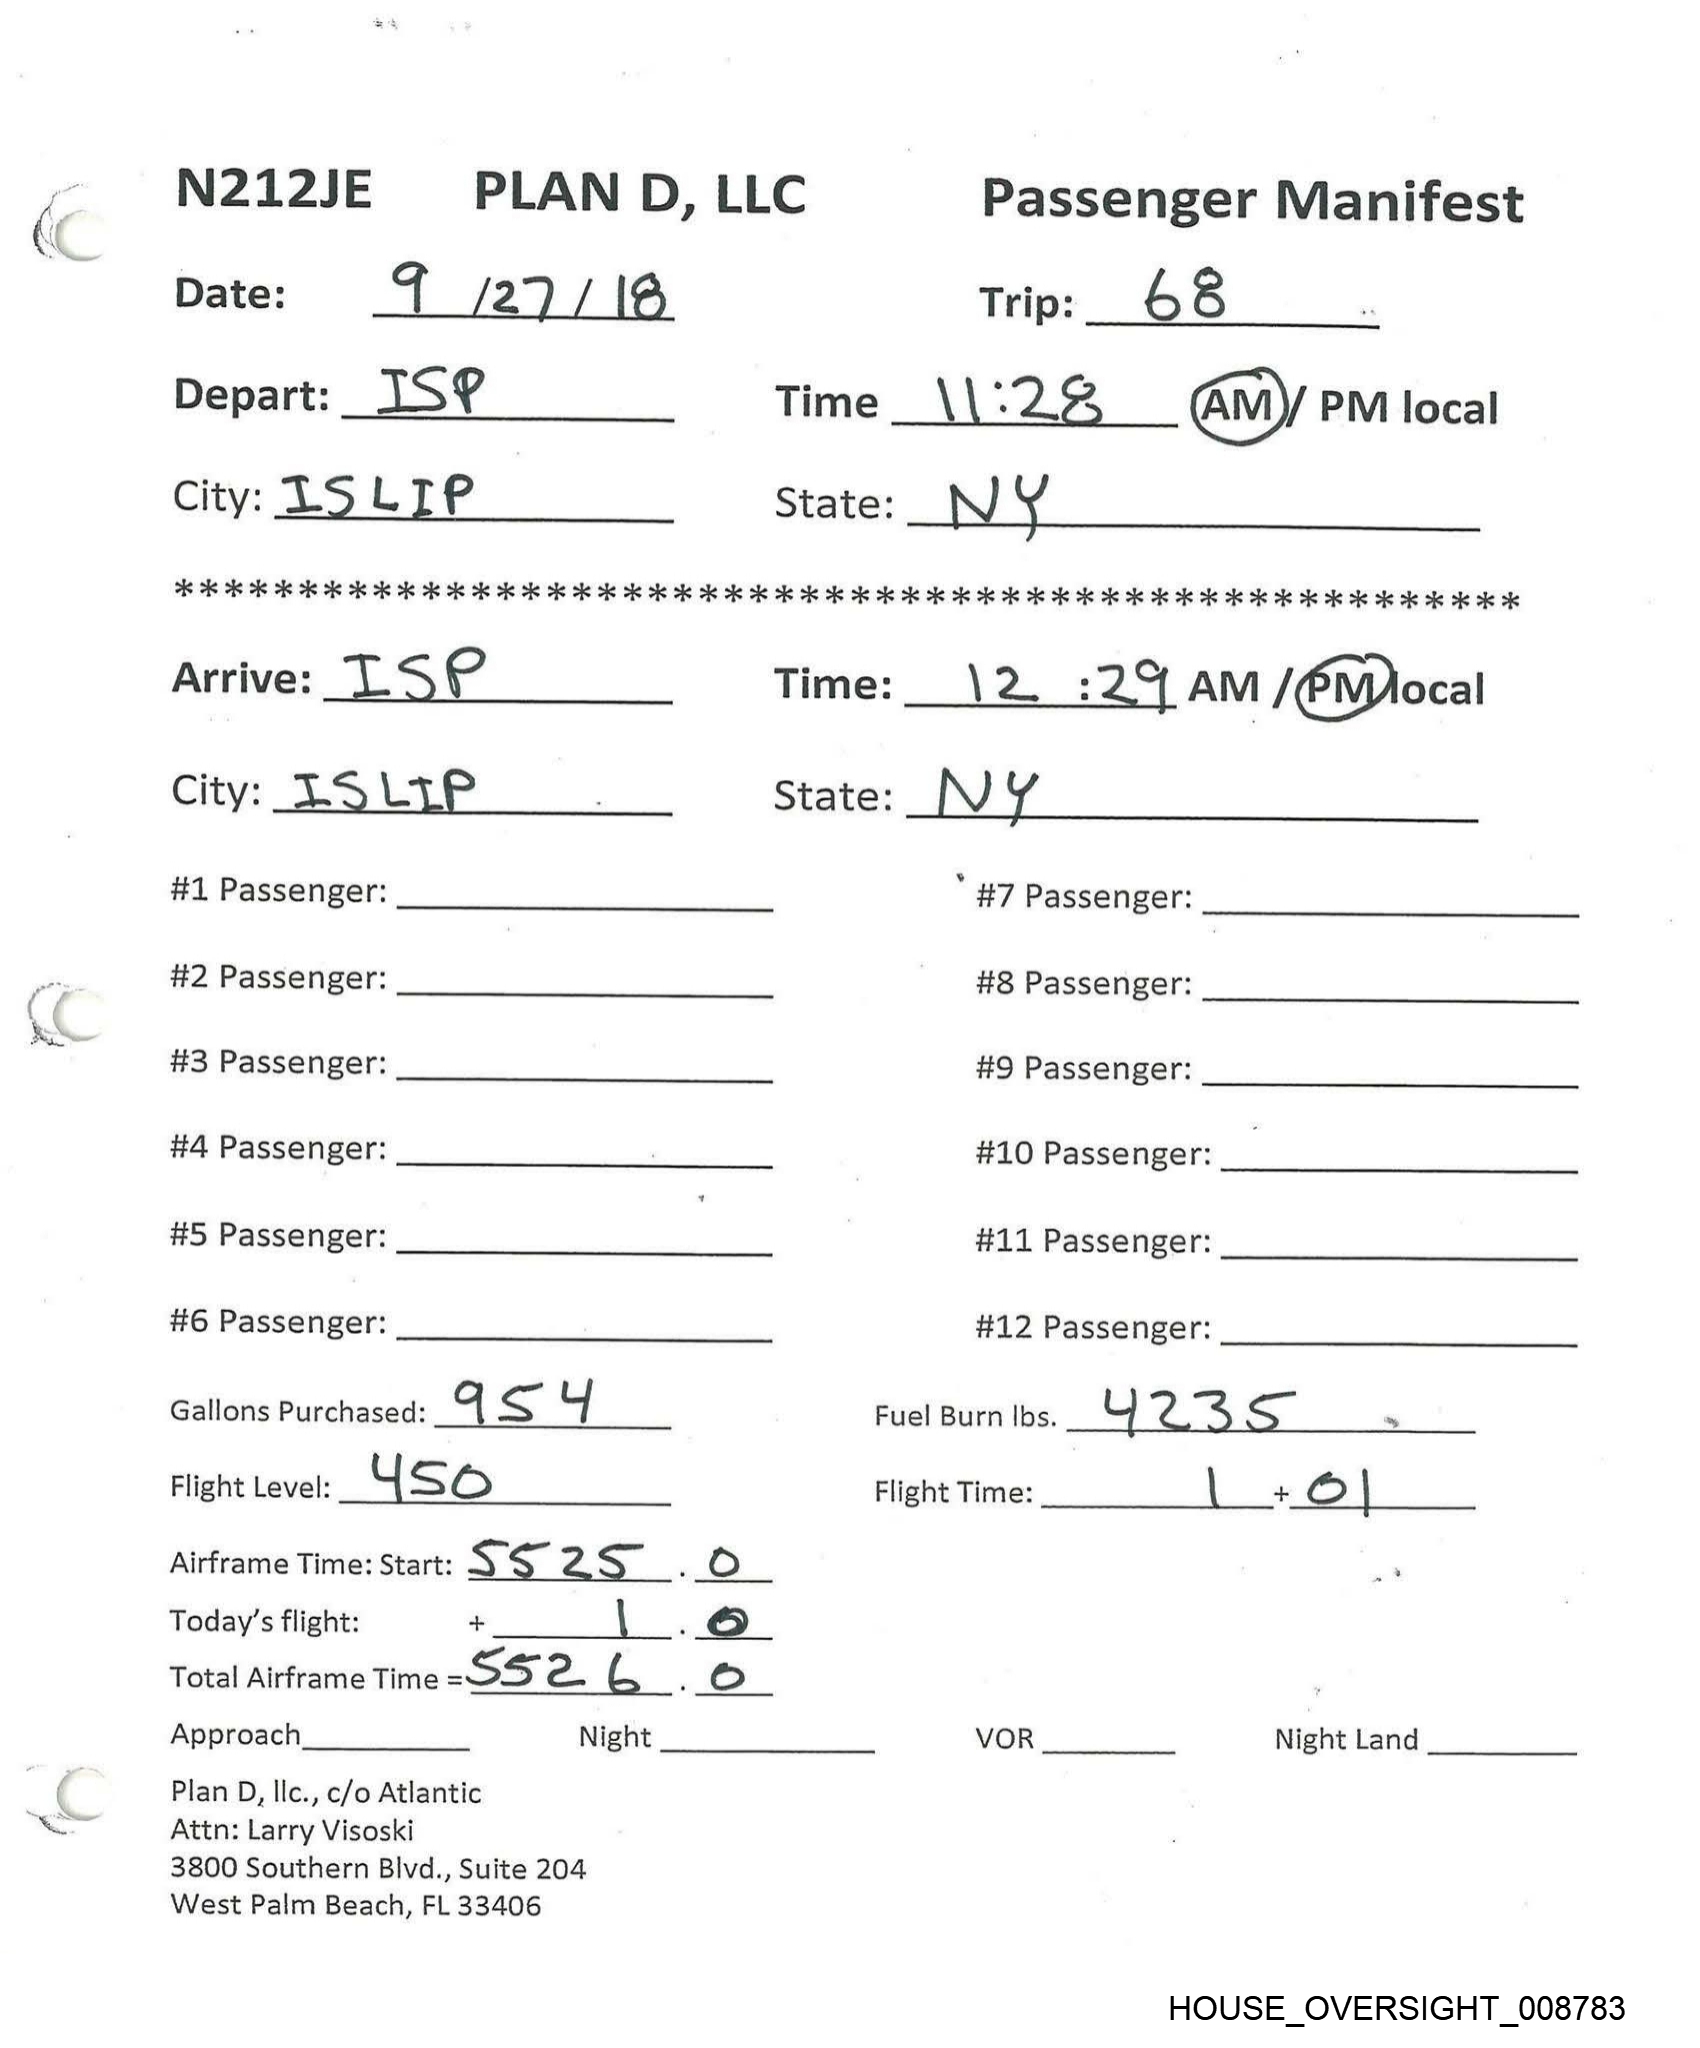 N212JE PLAN D, LLC Passenger Manifest
Date: 9 /27/18 Trip: 68
Depart: ISP Time 11:28 AM / PM local
City: ISLIP State: NY
******************************************************
Arrive: ISP Time: 12 :29 AM / PM local
City: ISLIP State: NY
#1 Passenger: #7 Passenger:
#2 Passenger: #8 Passenger:
#3 Passenger: #9 Passenger:
#4 Passenger: #10 Passenger:
#5 Passenger: #11 Passenger:
#6 Passenger: #12 Passenger:
Gallons Purchased: 954 Fuel Burn lbs. 4235
Flight Level: 450 Flight Time: 1 + 01
Airframe Time: Start: 5525 . 0
Today's flight: + 1 . 0
Total Airframe Time = 5526 . 0
Approach Night VOR Night Land
Plan D, llc., c/o Atlantic
Attn: Larry Visoski
3800 Southern Blvd., Suite 204
West Palm Beach, FL 33406
HOUSE_OVERSIGHT_008783